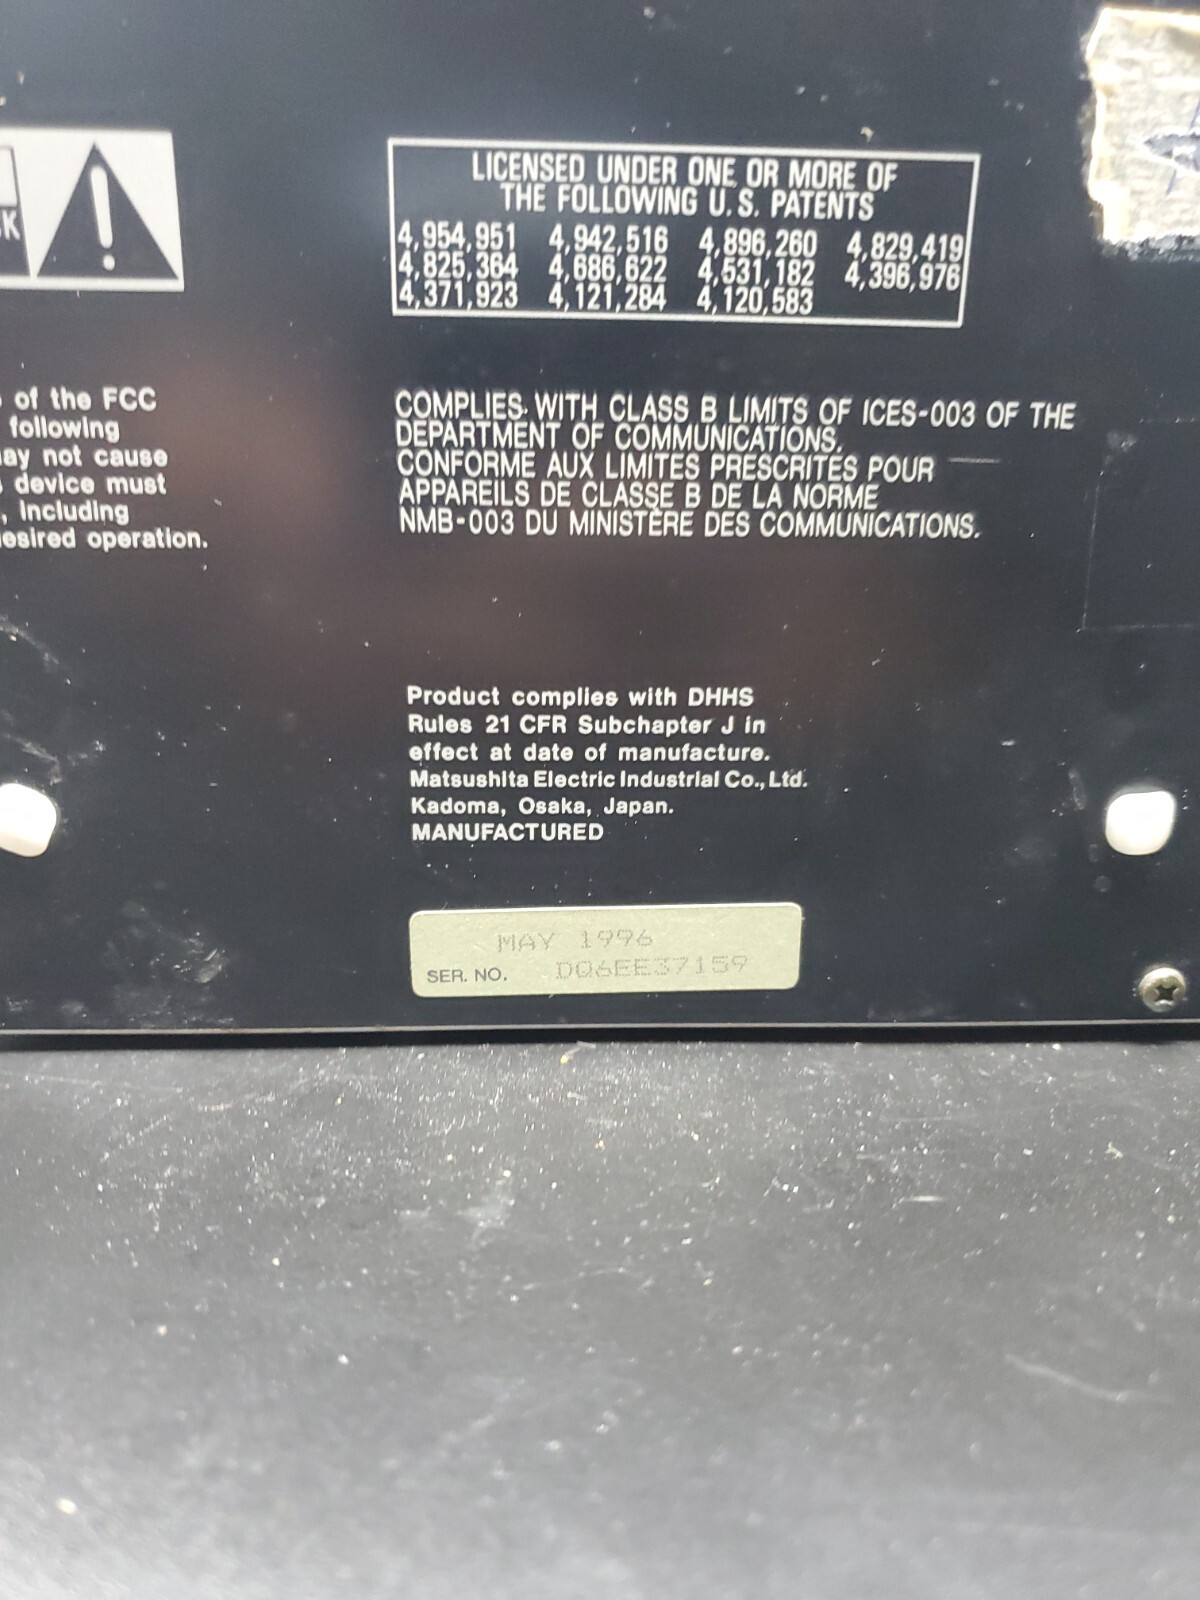 LICENSED UNDER ONE OR MORE OF
THE FOLLOWING U.S. PATENTS
4,954,951 4,942,516 4,896,260 4,829,419
4,825,364 4,686,622 4,531,182 4,396,976
4,371,923 4,121,284 4,120,583
of the FCC
following
may not cause
device must
, including
desired operation.
COMPLIES WITH CLASS B LIMITS OF ICES-003 OF THE
DEPARTMENT OF COMMUNICATIONS.
CONFORME AUX LIMITES PRESCRITES POUR
APPAREILS DE CLASSE B DE LA NORME
NMB-003 DU MINISTÈRE DES COMMUNICATIONS.
Product complies with DHHS
Rules 21 CFR Subchapter J in
effect at date of manufacture.
Matsushita Electric Industrial Co., Ltd.
Kadoma, Osaka, Japan.
MANUFACTURED
MAY 1996
SER. NO. DQ6EE37159